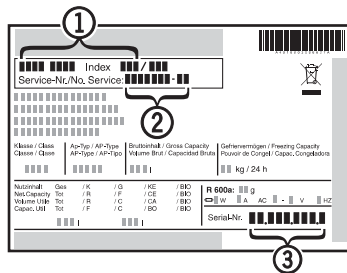 1
Index /
Service-Nr./No. Service: -
2
Klasse / Class
Classe / Clase
Ap-Typ / AP-Type
AP-Type / AP-Tipo
Bruttoinhalt / Gross Capacity
Volume Brut / Capacidad Bruta
Gefriervermögen / Freezing Capacity
Pouvoir de Congel / Capac. Congeladora
l
kg / 24 h
Nutzinhalt Ges / K / G / KE / BIO
Net.Capacity Tot / R / F / CE / BIO
Volume Utile Tot / R / C / CA / BIO
Capac. Util Tot / F / C / BO / BIO
l l l
R 600a: g
W A AC - V HZ
Serial-Nr. . . .
3